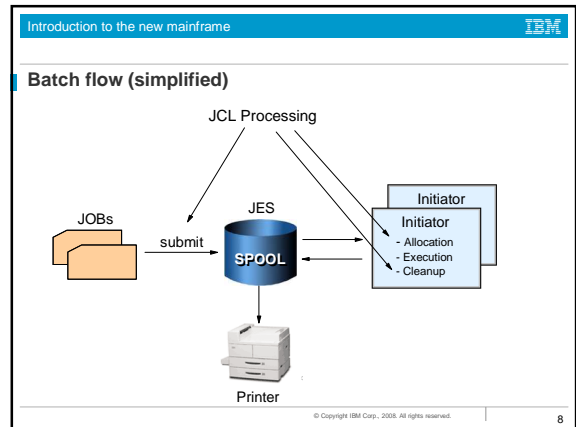 Introduction to the new mainframe
IBM
Batch flow (simplified)
JCL Processing
JOBs
submit
JES
SPOOL
Initiator
Initiator
- Allocation
- Execution
- Cleanup
Printer
© Copyright IBM Corp., 2008. All rights reserved.
8